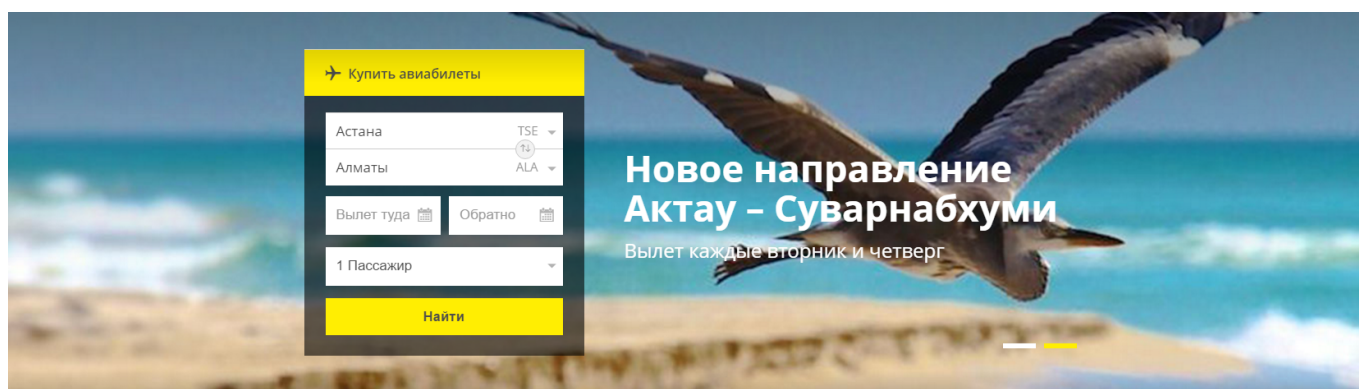 Купить авиабилеты
Астана TSE
Алматы ALA
Вылет туда Обратно
1 Пассажир
Найти
Новое направление
Актау – Суварнабхуми
Вылет каждые вторник и четверг